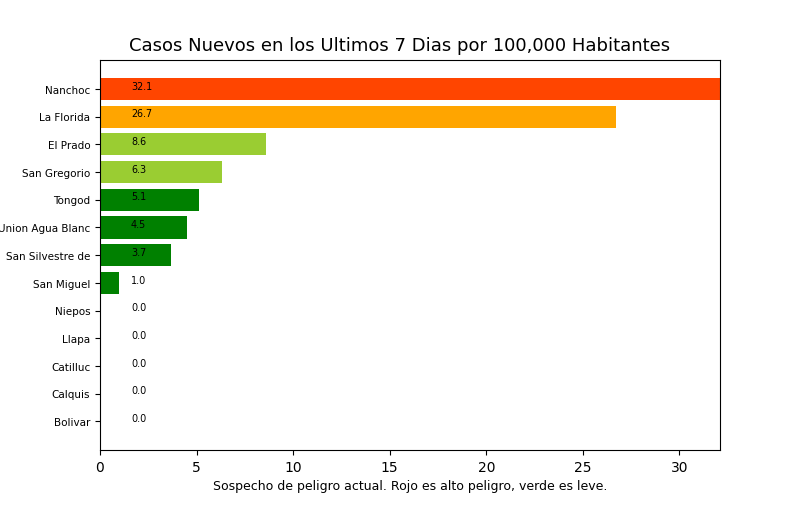 Casos Nuevos en los Ultimos 7 Dias por 100,000 Habitantes
Nanchoc 32.1
La Florida 26.7
El Prado 8.6
San Gregorio 6.3
Tongod 5.1
Union Agua Blanc 4.5
San Silvestre de 3.7
San Miguel 1.0
Niepos 0.0
Llapa 0.0
Catilluc 0.0
Calquis 0.0
Bolivar 0.0
0 5 10 15 20 25 30
Sospecho de peligro actual. Rojo es alto peligro, verde es leve.